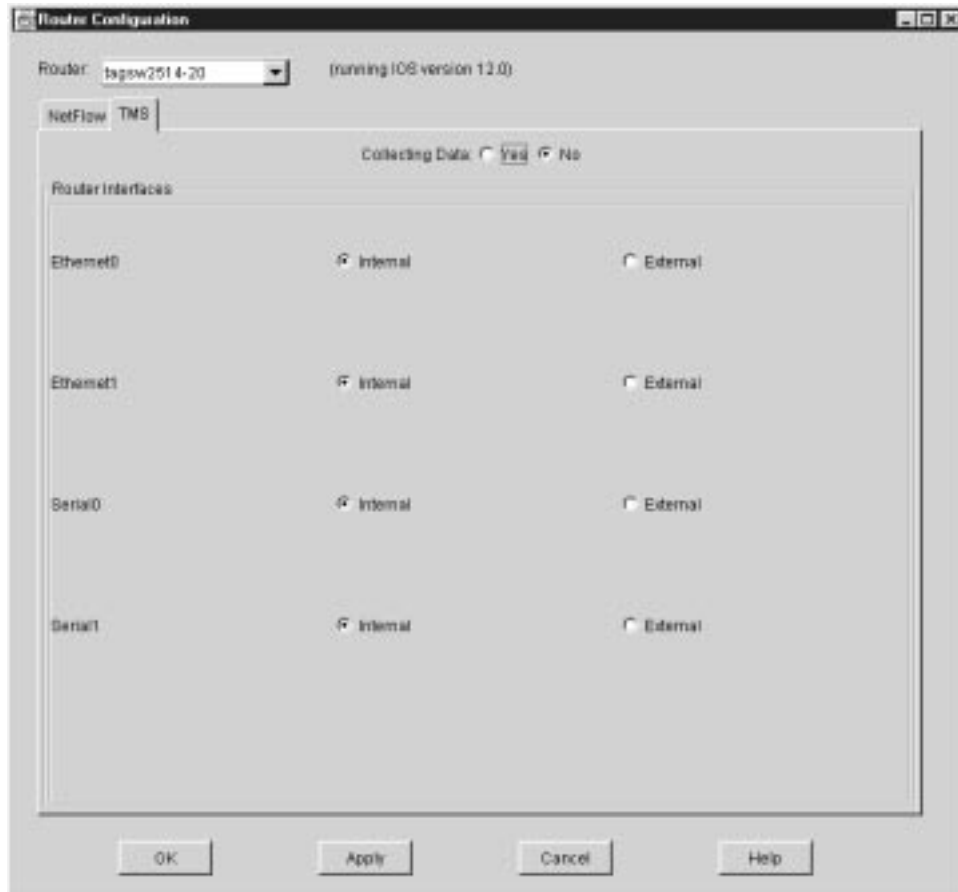 Router Configuration
Router: tagsw2514-20 (running IOS version 12.0)
NetFlow TMS
Collecting Data: Yes No
Router Interfaces
Ethernet0 Internal External
Ethernet1 Internal External
Serial0 Internal External
Serial1 Internal External
OK Apply Cancel Help